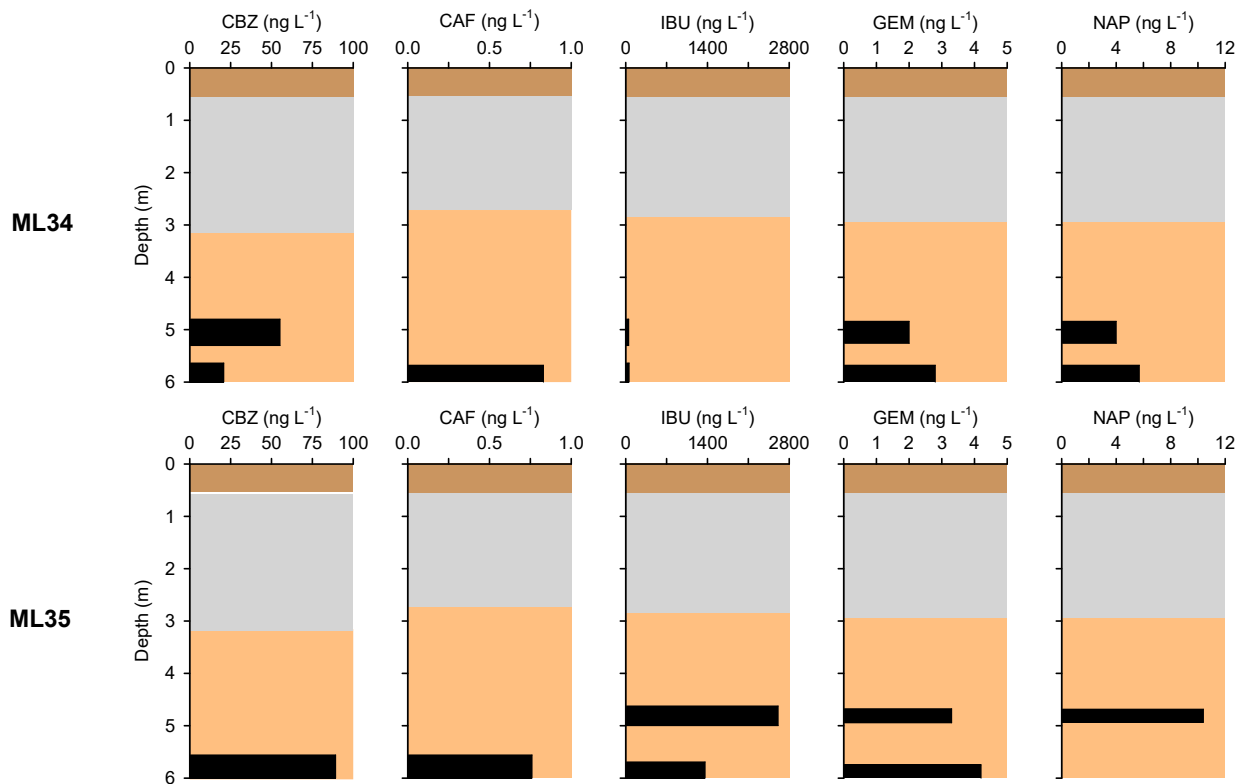 CBZ (ng L⁻¹) CAF (ng L⁻¹) IBU (ng L⁻¹) GEM (ng L⁻¹) NAP (ng L⁻¹)
0 25 50 75 100 0.0 0.5 1.0 0 1400 2800 0 1 2 3 4 5 0 4 8 12
0
1
2
ML34
Depth (m)
3
4
5
6
CBZ (ng L⁻¹) CAF (ng L⁻¹) IBU (ng L⁻¹) GEM (ng L⁻¹) NAP (ng L⁻¹)
0 25 50 75 100 0.0 0.5 1.0 0 1400 2800 0 1 2 3 4 5 0 4 8 12
0
1
2
ML35
Depth (m)
3
4
5
6